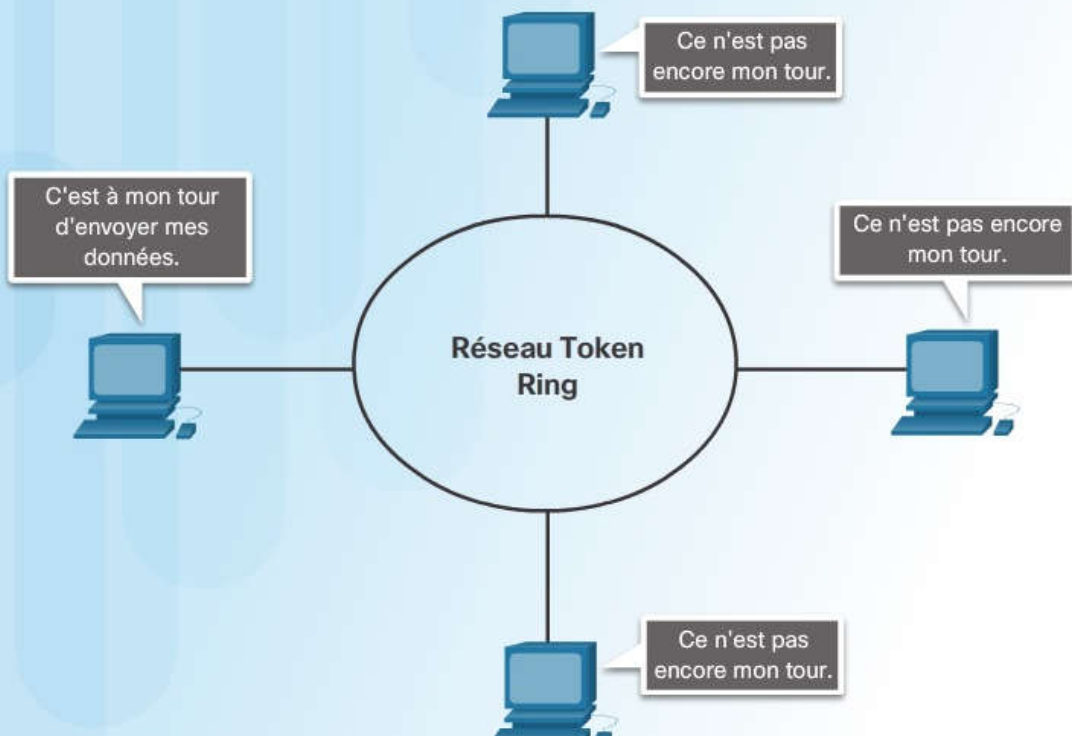 Ce n'est pas
encore mon tour.
C'est à mon tour
d'envoyer mes
données.
Ce n'est pas encore
mon tour.
Réseau Token
Ring
Ce n'est pas
encore mon tour.